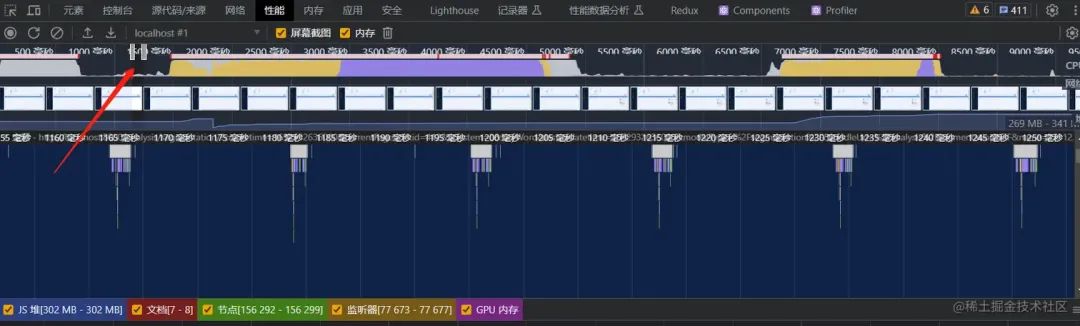 元素 控制台 源代码/来源 网络 性能 内存 应用 安全 Lighthouse 记录器 性能数据分析 Redux Components Profiler 6 411
localhost #1 屏幕截图 内存
500 毫秒 1000 毫秒 2000 毫秒 2500 毫秒 3000 毫秒 3500 毫秒 4000 毫秒 4500 毫秒 5000 毫秒 5500 毫秒 6000 毫秒 6500 毫秒 7000 毫秒 7500 毫秒 8000 毫秒 8500 毫秒 9000 毫秒
CPU
网络
269 MB - 341
1160 毫秒 1165 毫秒 1170 毫秒 1175 毫秒 1180 毫秒 1185 毫秒 1190 毫秒 1195 毫秒 1200 毫秒 1205 毫秒 1210 毫秒 1215 毫秒 1220 毫秒 1225 毫秒 1230 毫秒 1235 毫秒 1240 毫秒 1245 毫秒 1250 毫秒
JS 堆[302 MB - 302 MB] 文档[7 - 8] 节点[156 292 - 156 299] 监听器[77 673 - 77 677] GPU 内存
@稀土掘金技术社区